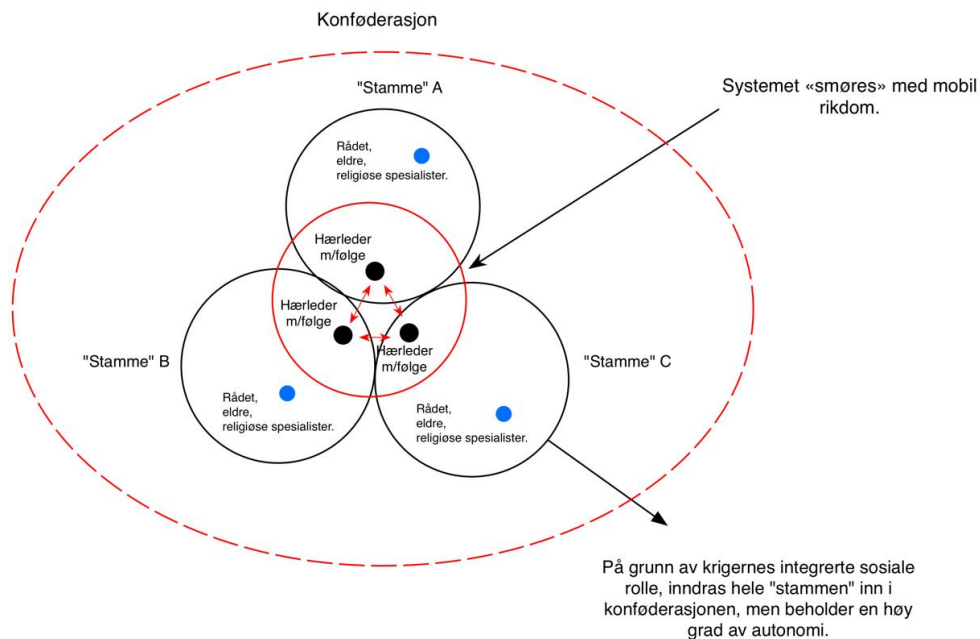 Konføderasjon
"Stamme" A
Systemet «smøres» med mobil
rikdom.
Rådet,
eldre,
religiøse spesialister.
Hærleder
m/følge
Hærleder
m/følge
Hærleder
m/følge
"Stamme" B
"Stamme" C
Rådet,
eldre,
religiøse spesialister.
Rådet,
eldre,
religiøse spesialister.
På grunn av krigernes integrerte sosiale
rolle, inndras hele "stammen" inn i
konføderasjonen, men beholder en høy
grad av autonomi.